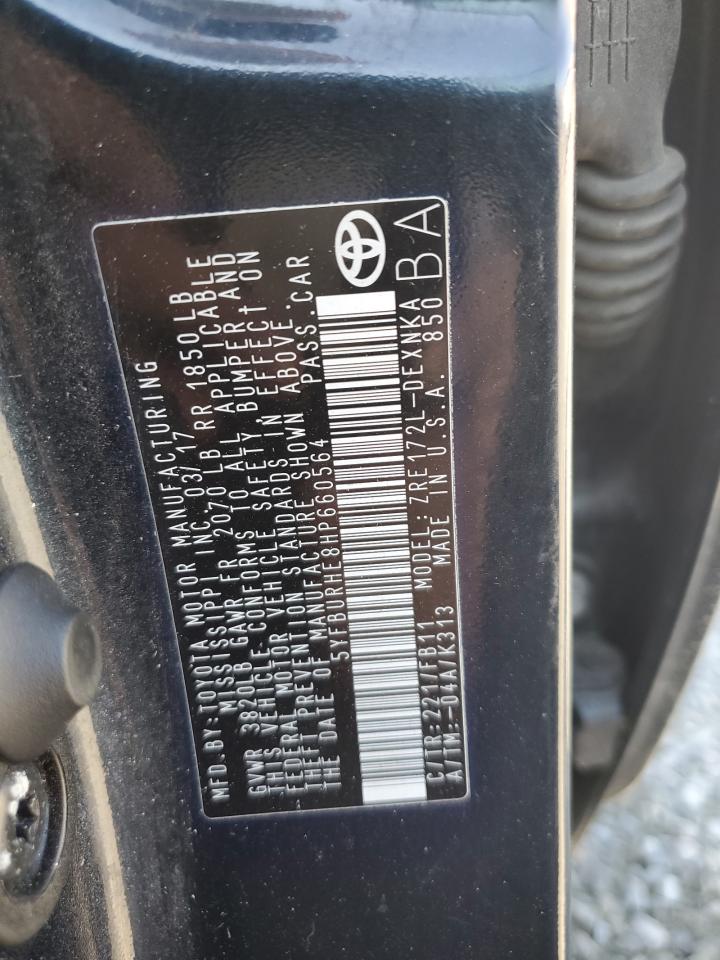 MFD.BY:TOYOTA MOTOR MANUFACTURING
MISSISSIPPI INC. 03/17
GVWR 3820LB GAWR FR 2070 LB RR 1850LB
THIS VEHICLE CONFORMS TO ALL APPLICABLE
FEDERAL MOTOR VEHICLE SAFETY, BUMPER AND
THEFT PREVENTION STANDARDS IN EFFECT ON
THE DATE OF MANUFACTURE SHOWN ABOVE.
5YFBURHE8HP660564 PASS.CAR
C/TR:221/FB11 MODEL:ZRE172L-DEXNKA
A/TM:-04A/K313 MADE IN U.S.A. 850
BA